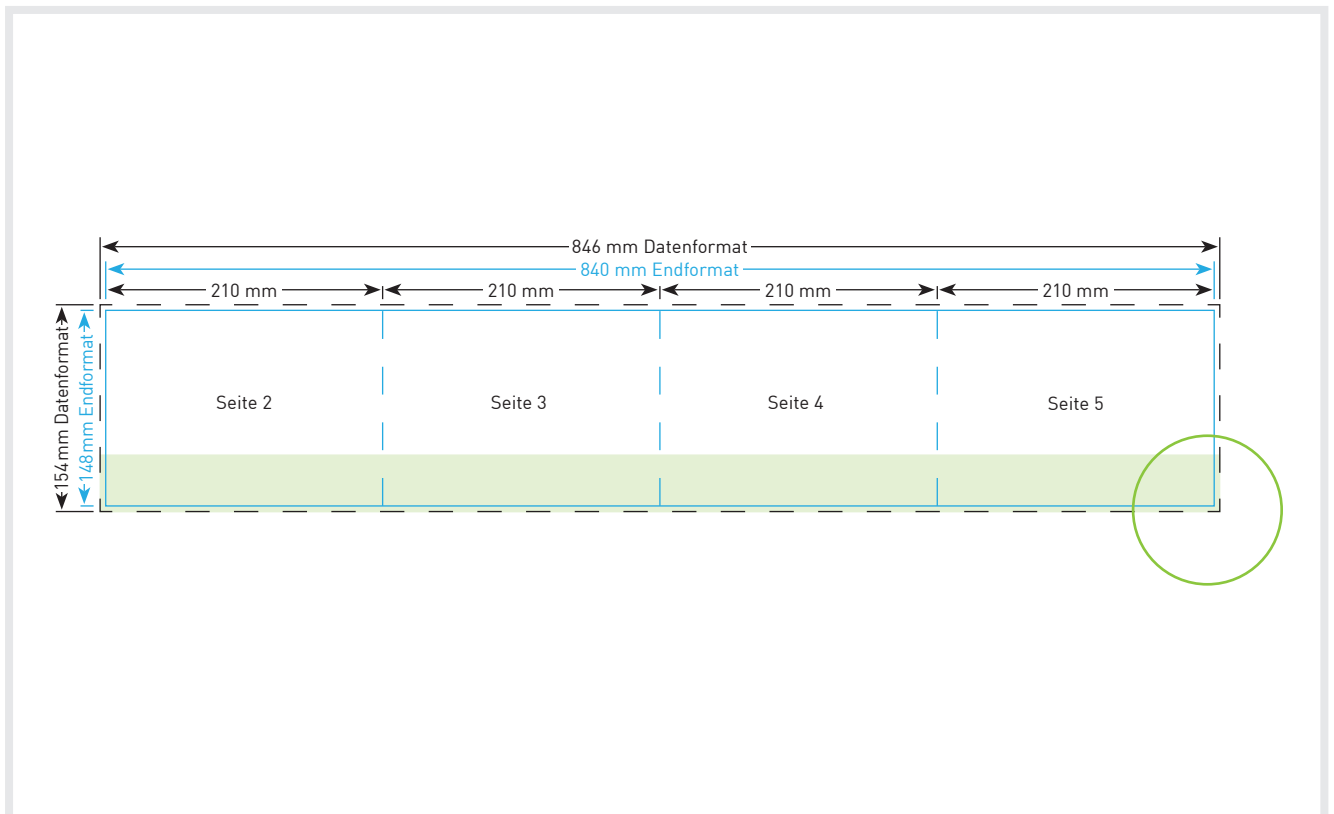 846 mm Datenformat
840 mm Endformat
210 mm 210 mm 210 mm 210 mm
154mm Datenformat
148mm Endformat
Seite 2 Seite 3 Seite 4 Seite 5